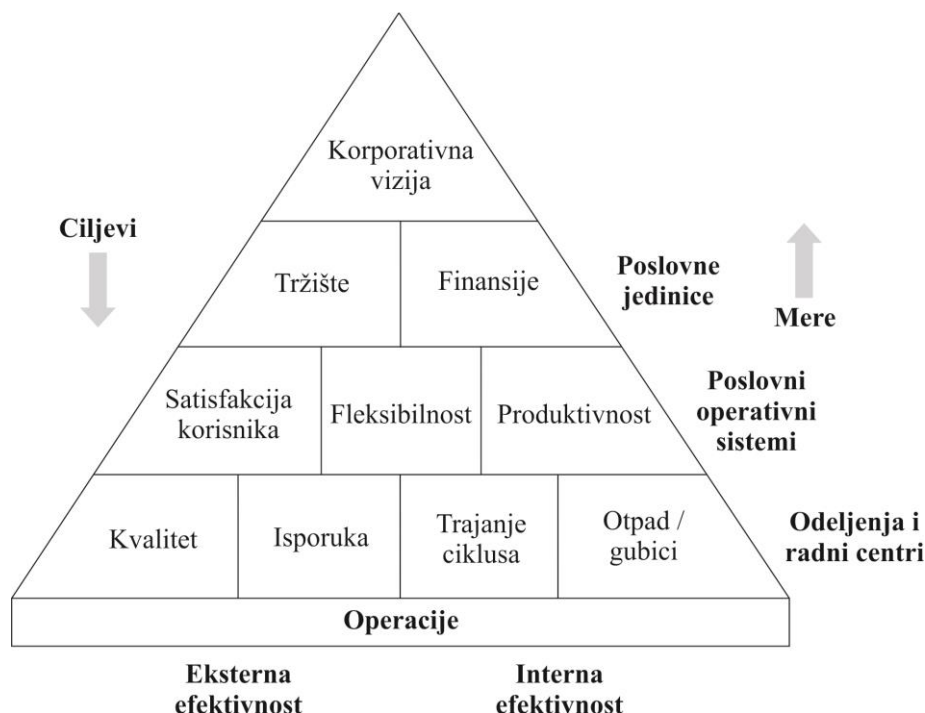 Korporativna
vizija
Ciljevi
Tržište
Finansije
Poslovne
jedinice
Mere
Satisfakcija
korisnika
Fleksibilnost
Produktivnost
Poslovni
operativni
sistemi
Kvalitet
Isporuka
Trajanje
ciklusa
Otpad /
gubici
Odeljenja i
radni centri
Operacije
Eksterna
efektivnost
Interna
efektivnost